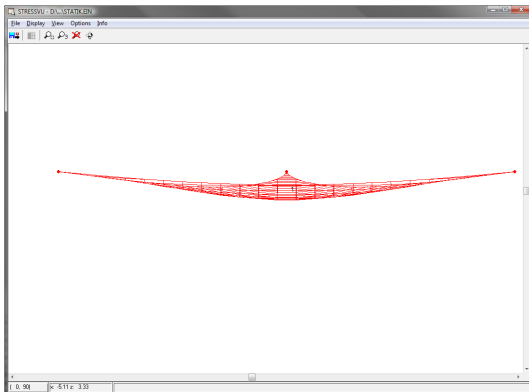 STRESSVU - D:\...\STATIK.EIN
File Display View Options Info
( 0, 90) x: -5.11 z: 3.33